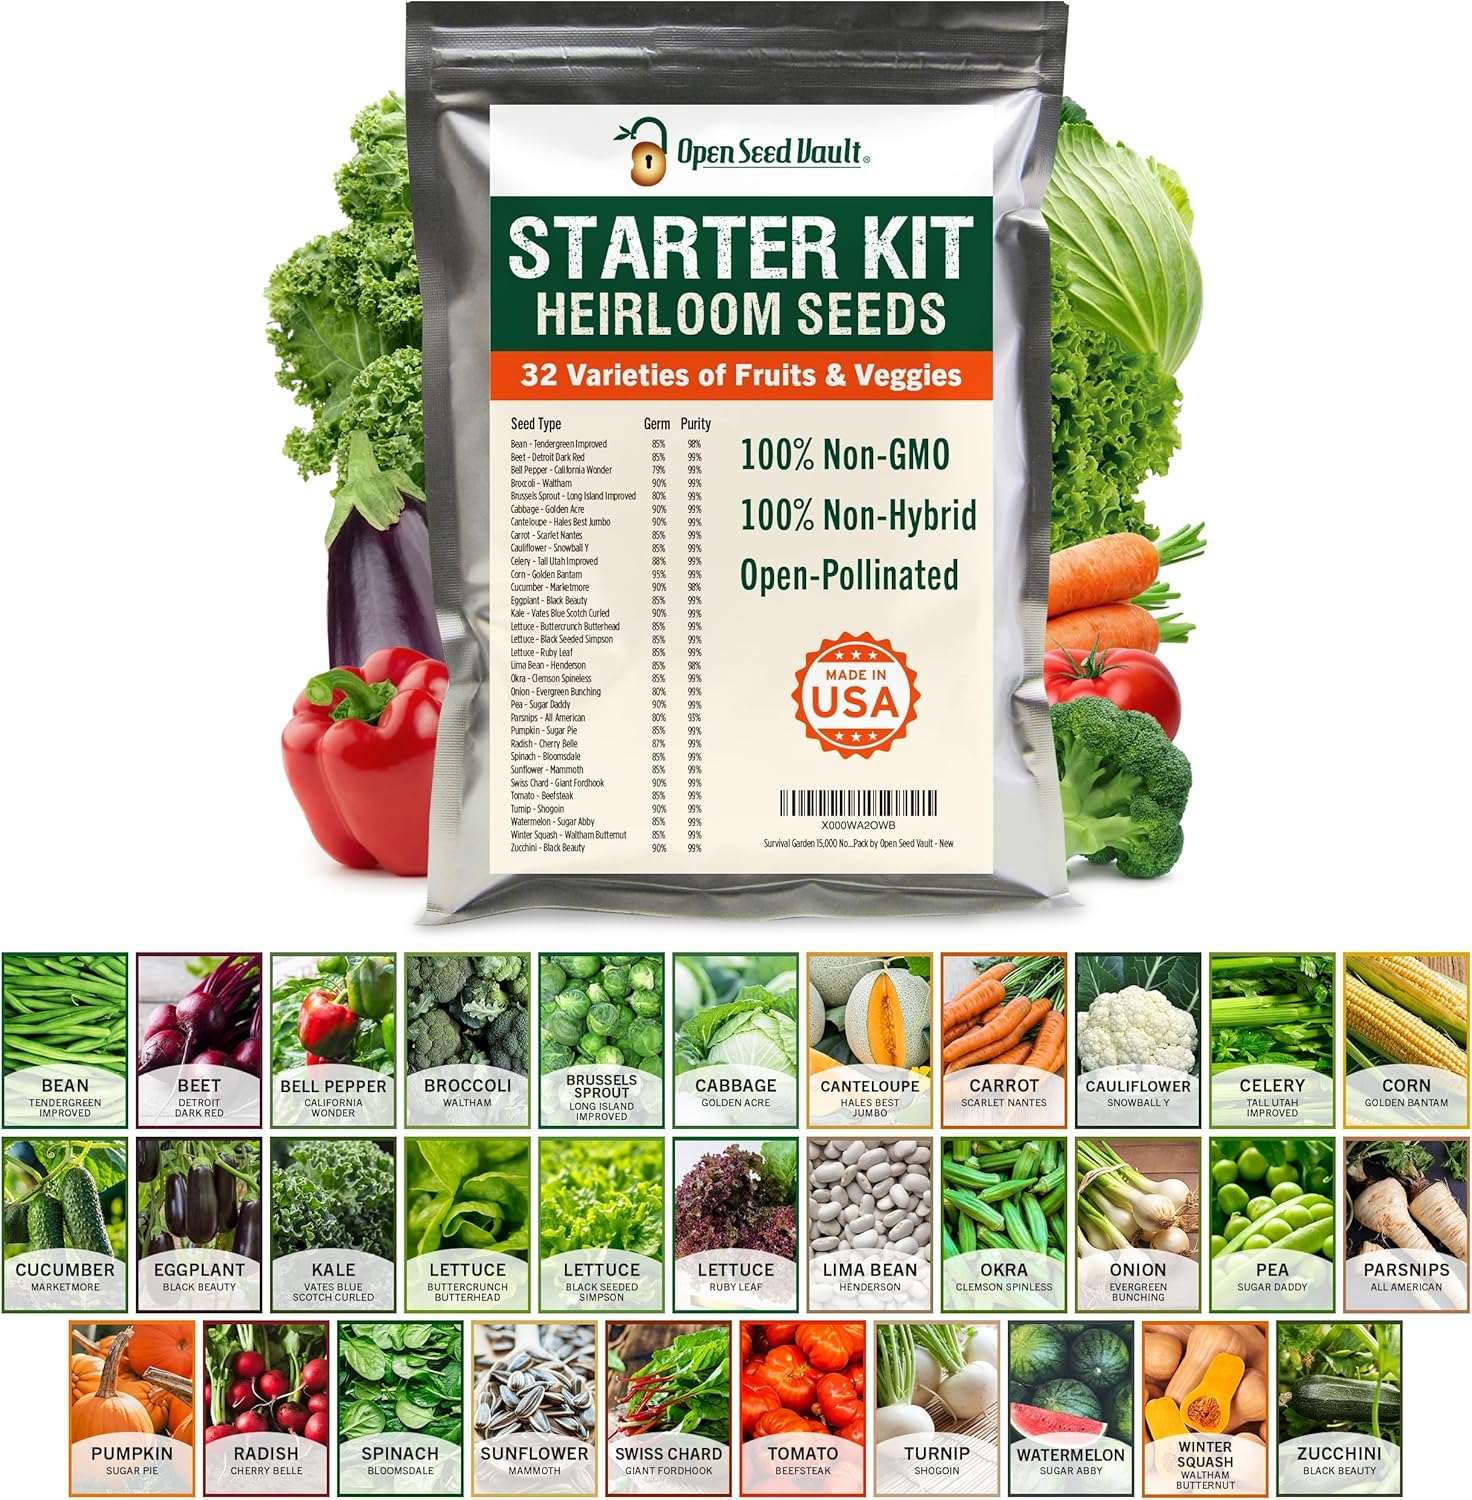 Open Seed Vault®
STARTER KIT
HEIRLOOM SEEDS
32 Varieties of Fruits & Veggies
Seed Type Germ Purity
Bean - Tendergreen Improved 85% 98%
Beet - Detroit Dark Red 85% 99%
Bell Pepper - California Wonder 79% 99%
Broccoli - Waltham 90% 99%
Brussels Sprout - Long Island Improved 80% 99%
Cabbage - Golden Acre 90% 99%
Canteloupe - Hales Best Jumbo 90% 99%
Carrot - Scarlet Nantes 85% 99%
Cauliflower - Snowball Y 85% 99%
Celery - Tall Utah Improved 88% 99%
Corn - Golden Bantam 95% 99%
Cucumber - Marketmore 90% 98%
Eggplant - Black Beauty 85% 99%
Kale - Vates Blue Scotch Curled 90% 99%
Lettuce - Buttercrunch Butterhead 85% 99%
Lettuce - Black Seeded Simpson 85% 99%
Lettuce - Ruby Leaf 85% 99%
Lima Bean - Henderson 85% 98%
Okra - Clemson Spineless 85% 99%
Onion - Evergreen Bunching 80% 99%
Pea - Sugar Daddy 90% 99%
Parsnips - All American 80% 93%
Pumpkin - Sugar Pie 85% 99%
Radish - Cherry Belle 87% 99%
Spinach - Bloomsdale 85% 99%
Sunflower - Mammoth 85% 99%
Swiss Chard - Giant Fordhook 90% 99%
Tomato - Beefsteak 85% 99%
Turnip - Shogoin 90% 99%
Watermelon - Sugar Abby 85% 99%
Winter Squash - Waltham Butternut 85% 99%
Zucchini - Black Beauty 90% 99%
100% Non-GMO
100% Non-Hybrid
Open-Pollinated
MADE IN
USA
X000WA2OWB
Survival Garden 15,000 No...Pack by Open Seed Vault - New
BEAN
TENDERGREEN
IMPROVED
BEET
DETROIT
DARK RED
BELL PEPPER
CALIFORNIA
WONDER
BROCCOLI
WALTHAM
BRUSSELS
SPROUT
LONG ISLAND
IMPROVED
CABBAGE
GOLDEN ACRE
CANTELOUPE
HALES BEST
JUMBO
CARROT
SCARLET NANTES
CAULIFLOWER
SNOWBALL Y
CELERY
TALL UTAH
IMPROVED
CORN
GOLDEN BANTAM
CUCUMBER
MARKETMORE
EGGPLANT
BLACK BEAUTY
KALE
VATES BLUE
SCOTCH CURLED
LETTUCE
BUTTERCRUNCH
BUTTERHEAD
LETTUCE
BLACK SEEDED
SIMPSON
LETTUCE
RUBY LEAF
LIMA BEAN
HENDERSON
OKRA
CLEMSON SPINLESS
ONION
EVERGREEN
BUNCHING
PEA
SUGAR DADDY
PARSNIPS
ALL AMERICAN
PUMPKIN
SUGAR PIE
RADISH
CHERRY BELLE
SPINACH
BLOOMSDALE
SUNFLOWER
MAMMOTH
SWISS CHARD
GIANT FORDHOOK
TOMATO
BEEFSTEAK
TURNIP
SHOGOIN
WATERMELON
SUGAR ABBY
WINTER
SQUASH
WALTHAM
BUTTERNUT
ZUCCHINI
BLACK BEAUTY